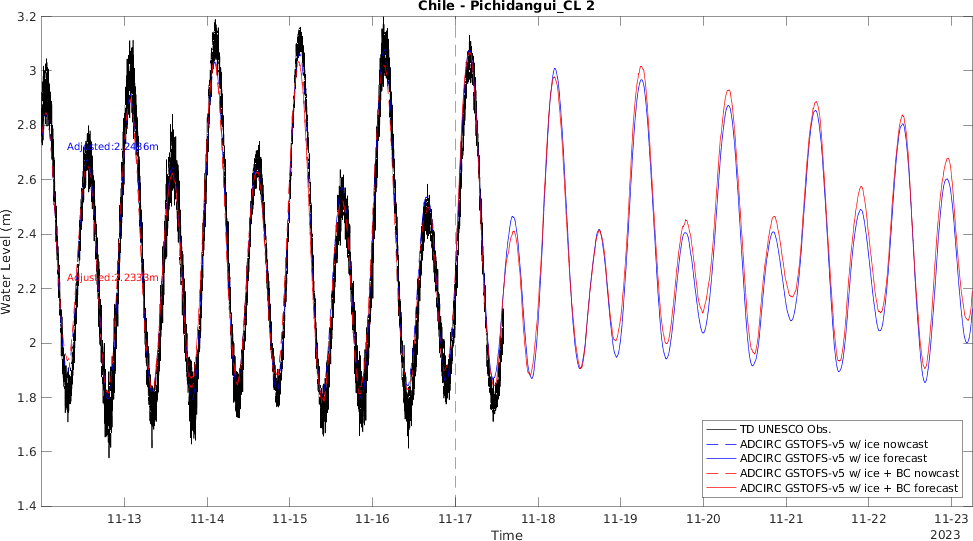 Chile - Pichidangui_CL 2
3.2
3
2.8
2.6
2.4
2.2
2
1.8
1.6
1.4
Water Level (m)
Adjusted:2.2486m
Adjusted:2.2333m
TD UNESCO Obs.
ADCIRC GSTOFS-v5 w/ ice nowcast
ADCIRC GSTOFS-v5 w/ ice forecast
ADCIRC GSTOFS-v5 w/ ice + BC nowcast
ADCIRC GSTOFS-v5 w/ ice + BC forecast
11-13 11-14 11-15 11-16 11-17 11-18 11-19 11-20 11-21 11-22 11-23
Time
2023